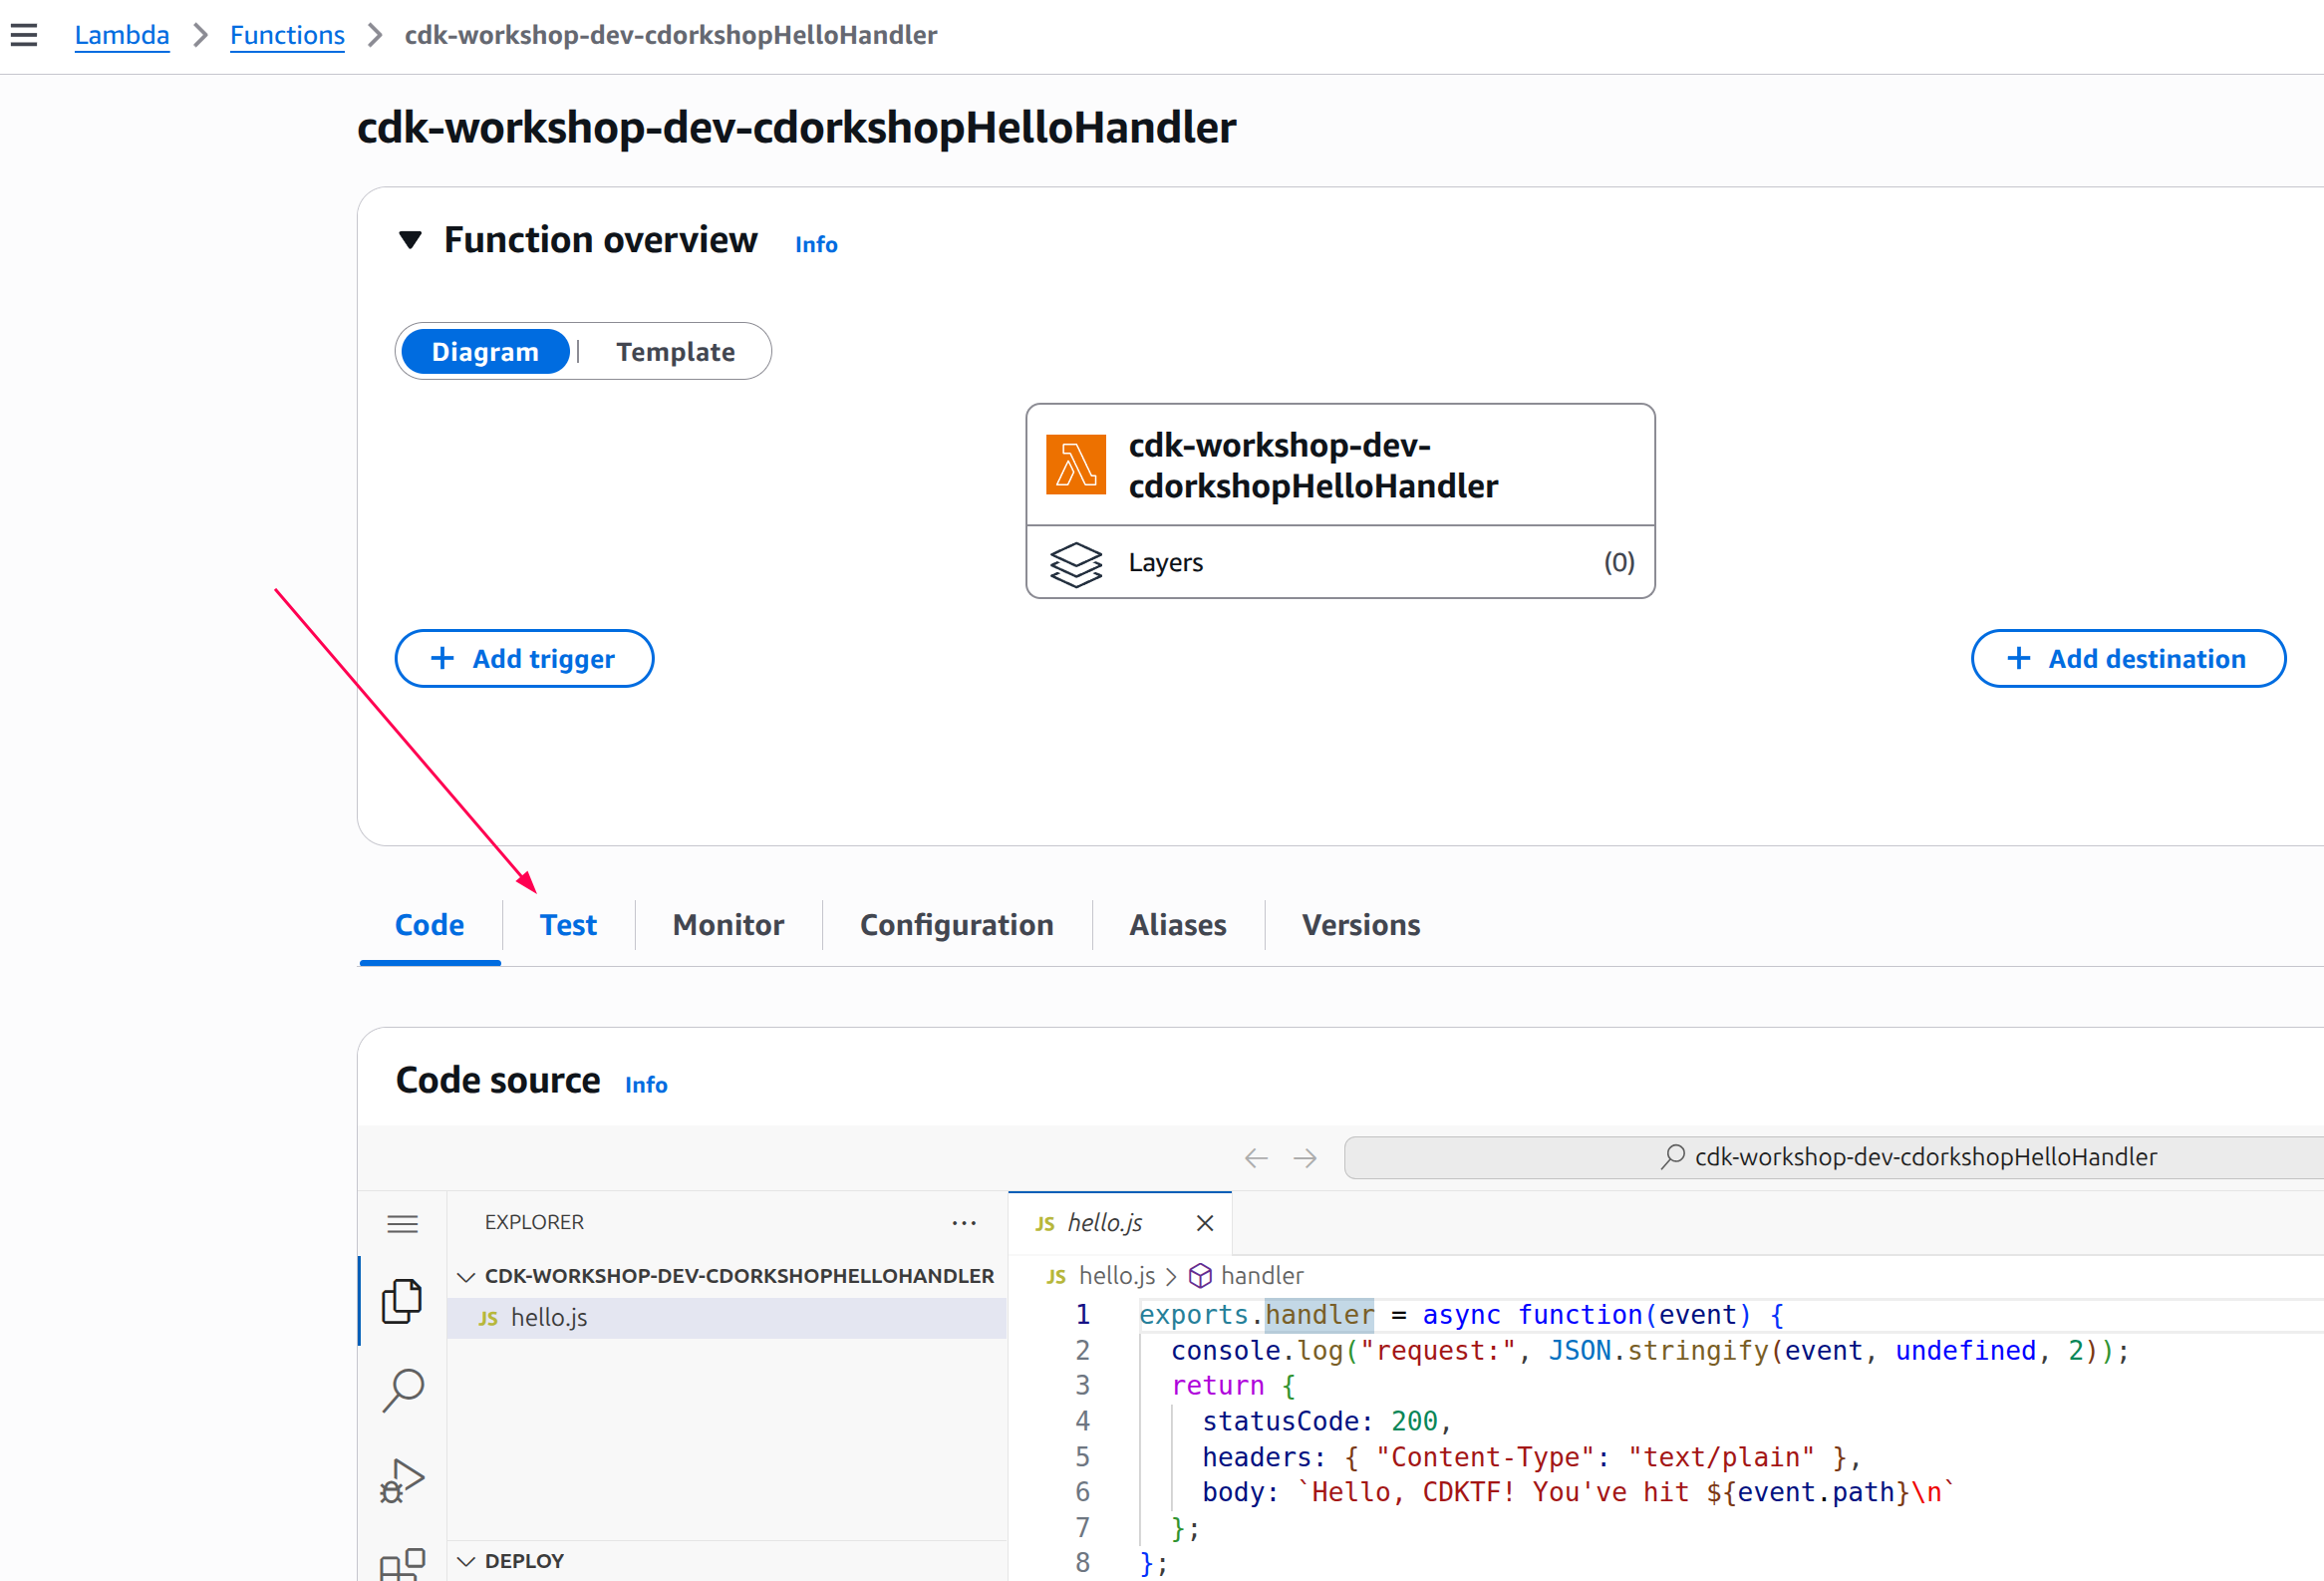 Lambda > Functions > cdk-workshop-dev-cdorkshopHelloHandler
cdk-workshop-dev-cdorkshopHelloHandler
Function overview Info
Diagram | Template
cdk-workshop-dev-
cdorkshopHelloHandler
Layers (0)
+ Add trigger
+ Add destination
Code Test Monitor Configuration Aliases Versions
Code source Info
cdk-workshop-dev-cdorkshopHelloHandler
EXPLORER ...
CDK-WORKSHOP-DEV-CDORKSHOPHELLOHANDLER
JS hello.js
DEPLOY
JS hello.js
JS hello.js > handler
1 exports.handler = async function(event) {
2   console.log("request:", JSON.stringify(event, undefined, 2));
3   return {
4     statusCode: 200,
5     headers: { "Content-Type": "text/plain" },
6     body: `Hello, CDKTF! You've hit ${event.path}\n`
7   };
8 };